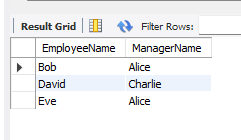 Result Grid Filter Rows:
EmployeeName ManagerName
Bob Alice
David Charlie
Eve Alice